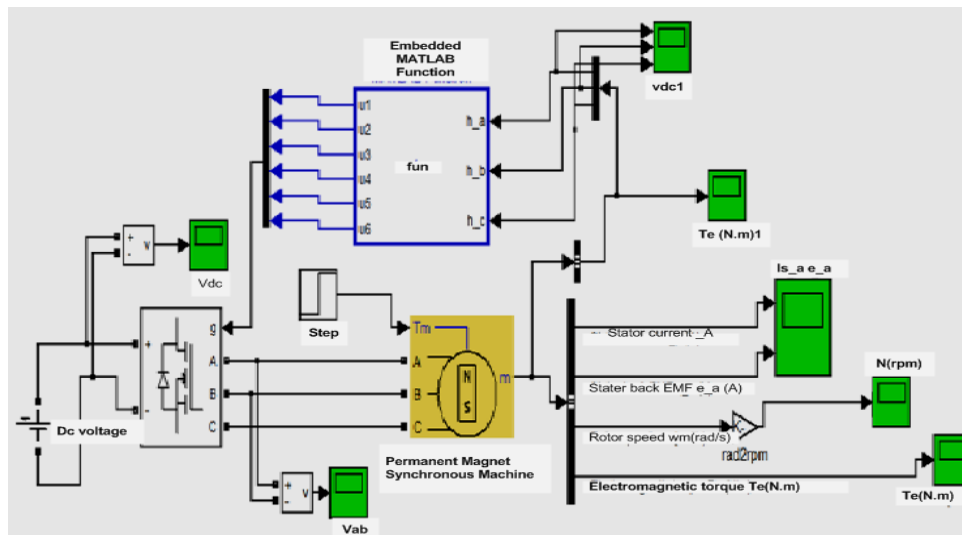 Embedded
MATLAB
Function
vdc1
u1
u2
u3
u4
u5
u6
fun
h_a
h_b
h_c
Te (N.m)1
+
-
v
Vdc
Step
Is_a e_a
g
A
B
C
+
-
Tm
A
B
C
m
N
S
Stator current _A
Stater back EMF e_a (A)
N(rpm)
Dc voltage
Rotor speed wm(rad/s)
rad2rpm
Permanent Magnet
Synchronous Machine
Electromagnetic torque Te(N.m)
Te(N.m)
+
-
v
Vab